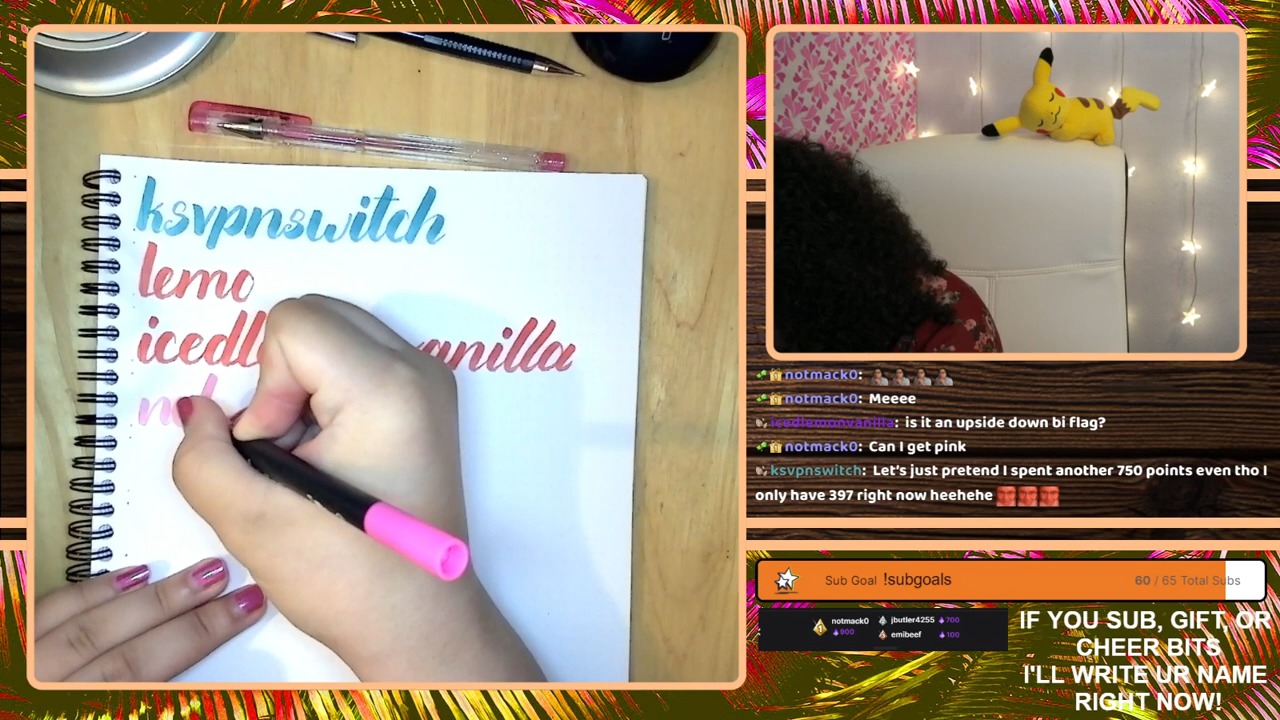 ksvpnswitch
lemo
icedl anilla
notmack0:
notmack0: Meeee
icedlemonvanilla: is it an upside down bi flag?
notmack0: Can I get pink
ksvpnswitch: Let's just pretend I spent another 750 points even tho I
only have 397 right now heehehe
Sub Goal !subgoals 60 / 65 Total Subs
1 notmack0 900
jbutler4255 700
emibeef 100
IF YOU SUB, GIFT, OR
CHEER BITS
I'LL WRITE UR NAME
RIGHT NOW!